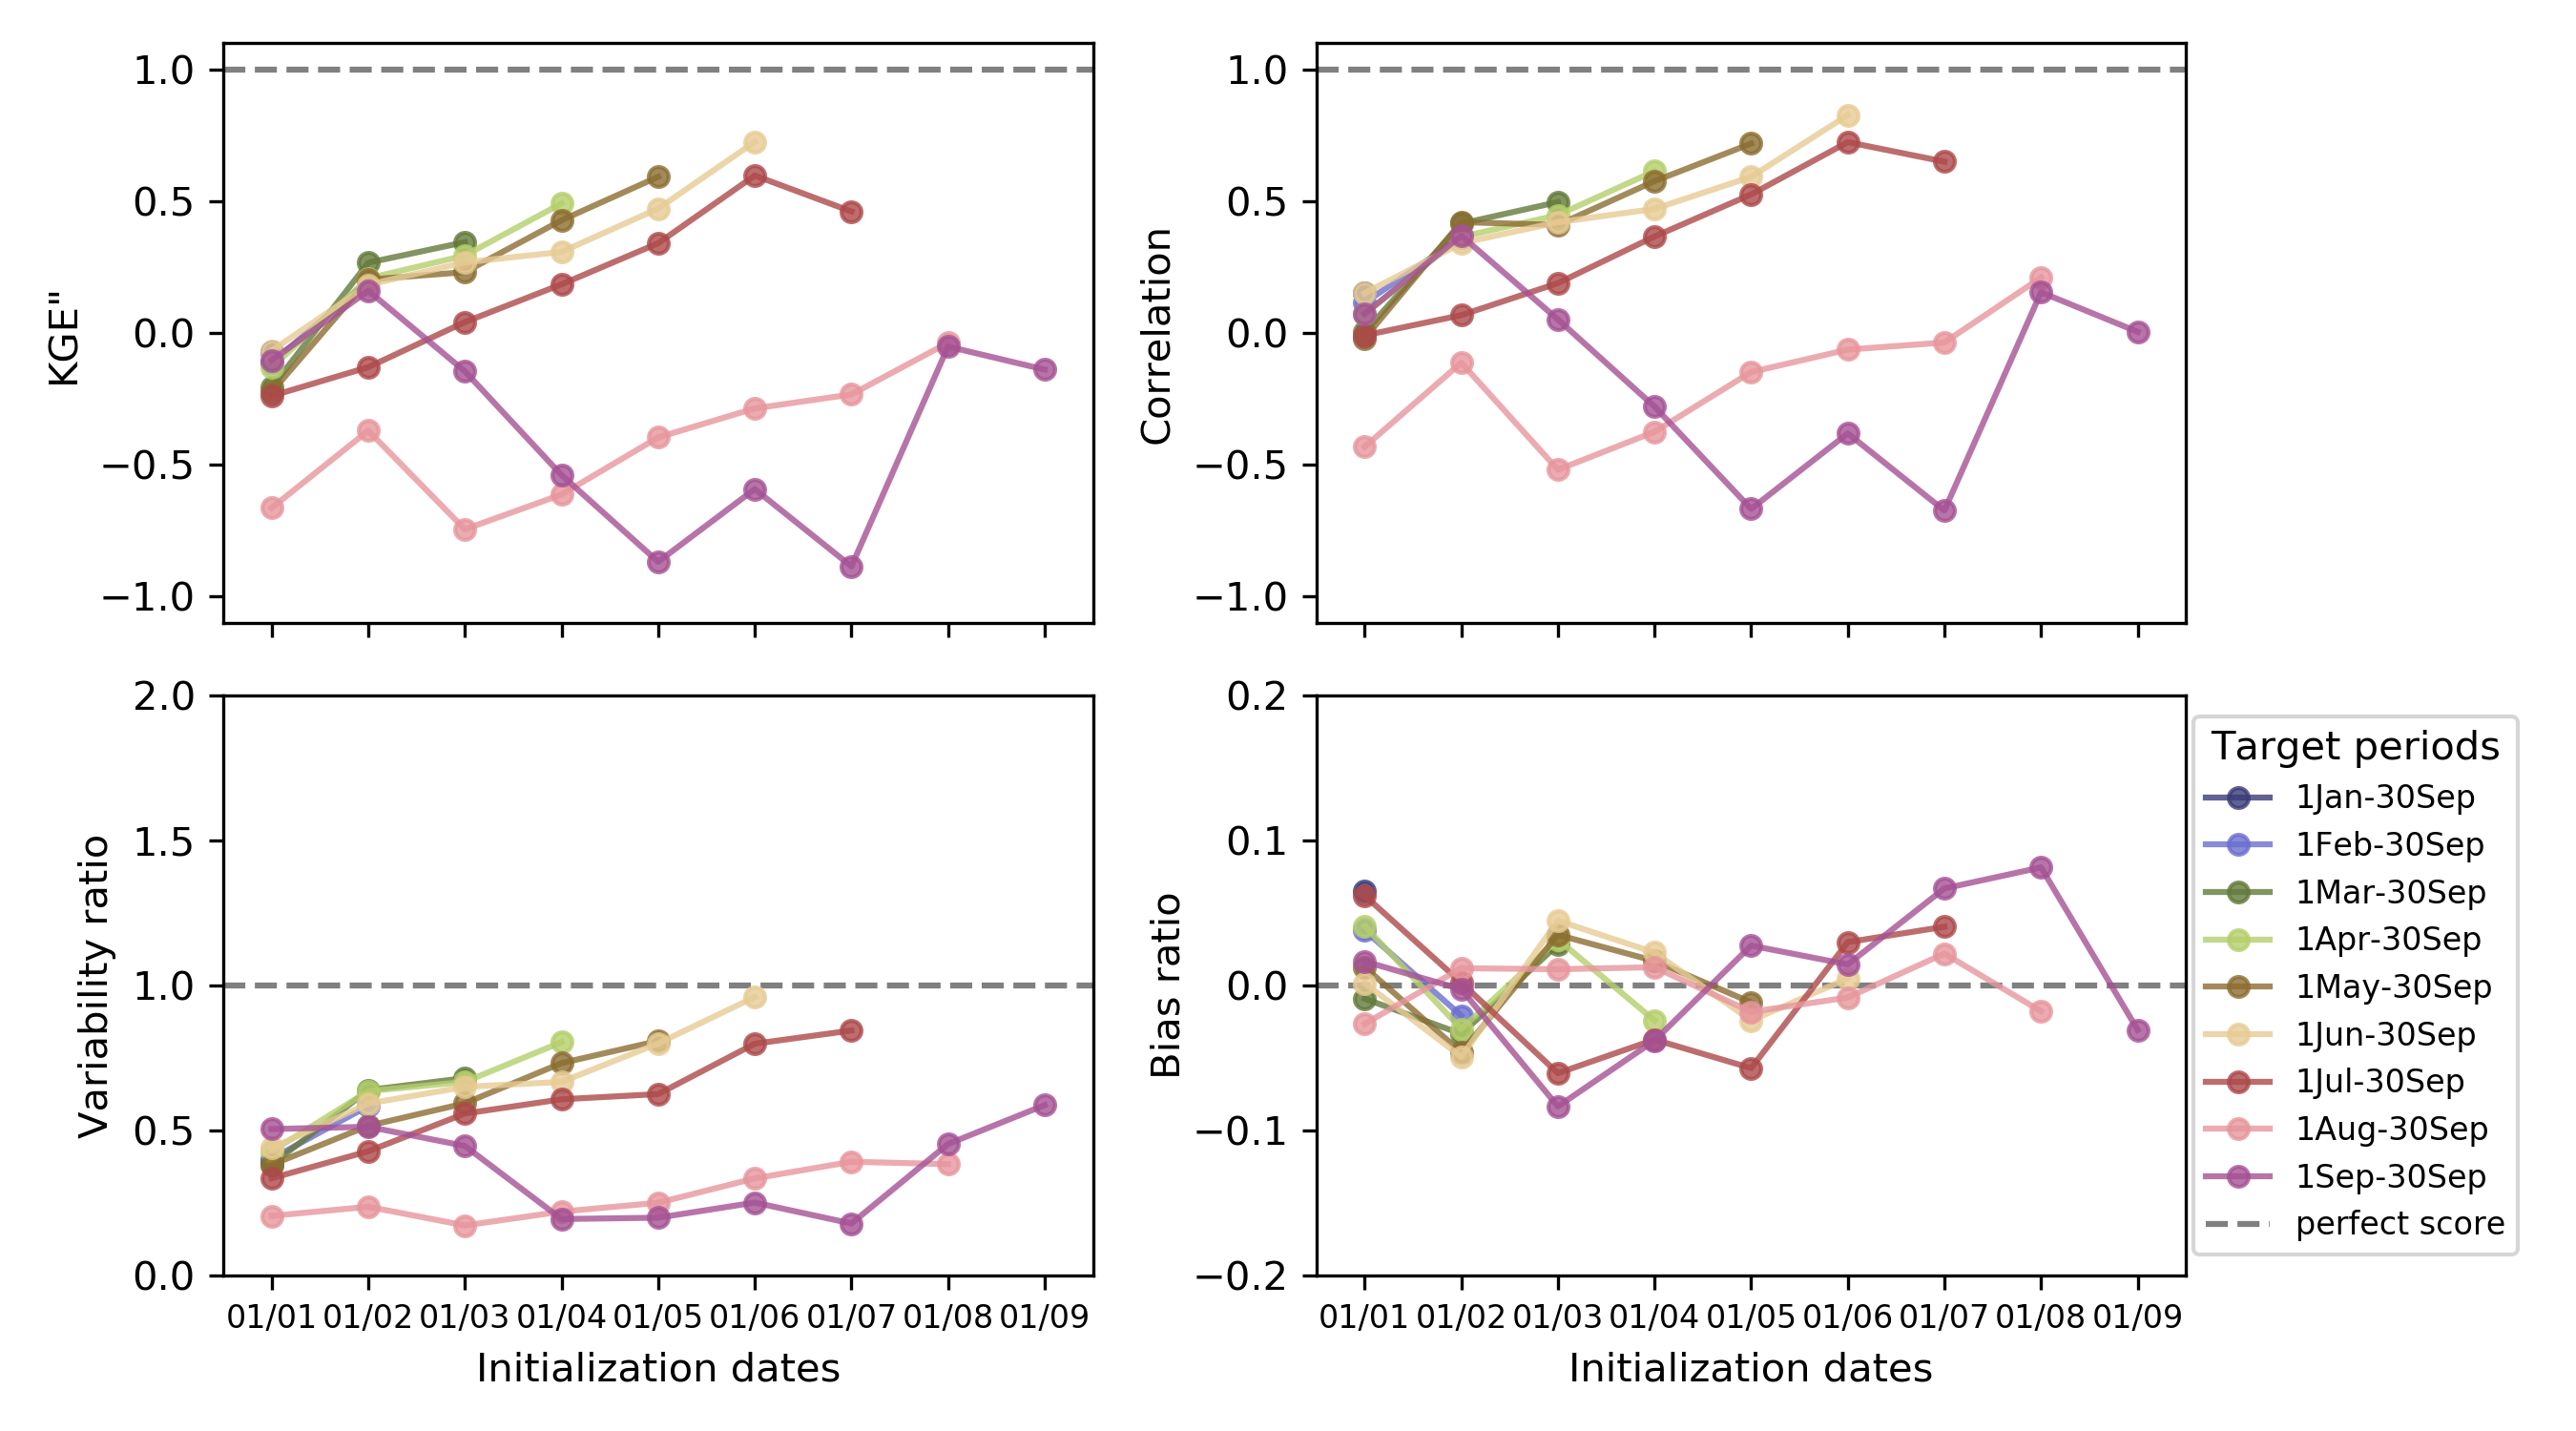 KGE"
1.0
0.5
0.0
−0.5
−1.0
Correlation
1.0
0.5
0.0
−0.5
−1.0
Variability ratio
2.0
1.5
1.0
0.5
0.0
01/01 01/02 01/03 01/04 01/05 01/06 01/07 01/08 01/09
Initialization dates
Bias ratio
0.2
0.1
0.0
−0.1
−0.2
01/01 01/02 01/03 01/04 01/05 01/06 01/07 01/08 01/09
Initialization dates
Target periods
1Jan-30Sep
1Feb-30Sep
1Mar-30Sep
1Apr-30Sep
1May-30Sep
1Jun-30Sep
1Jul-30Sep
1Aug-30Sep
1Sep-30Sep
perfect score